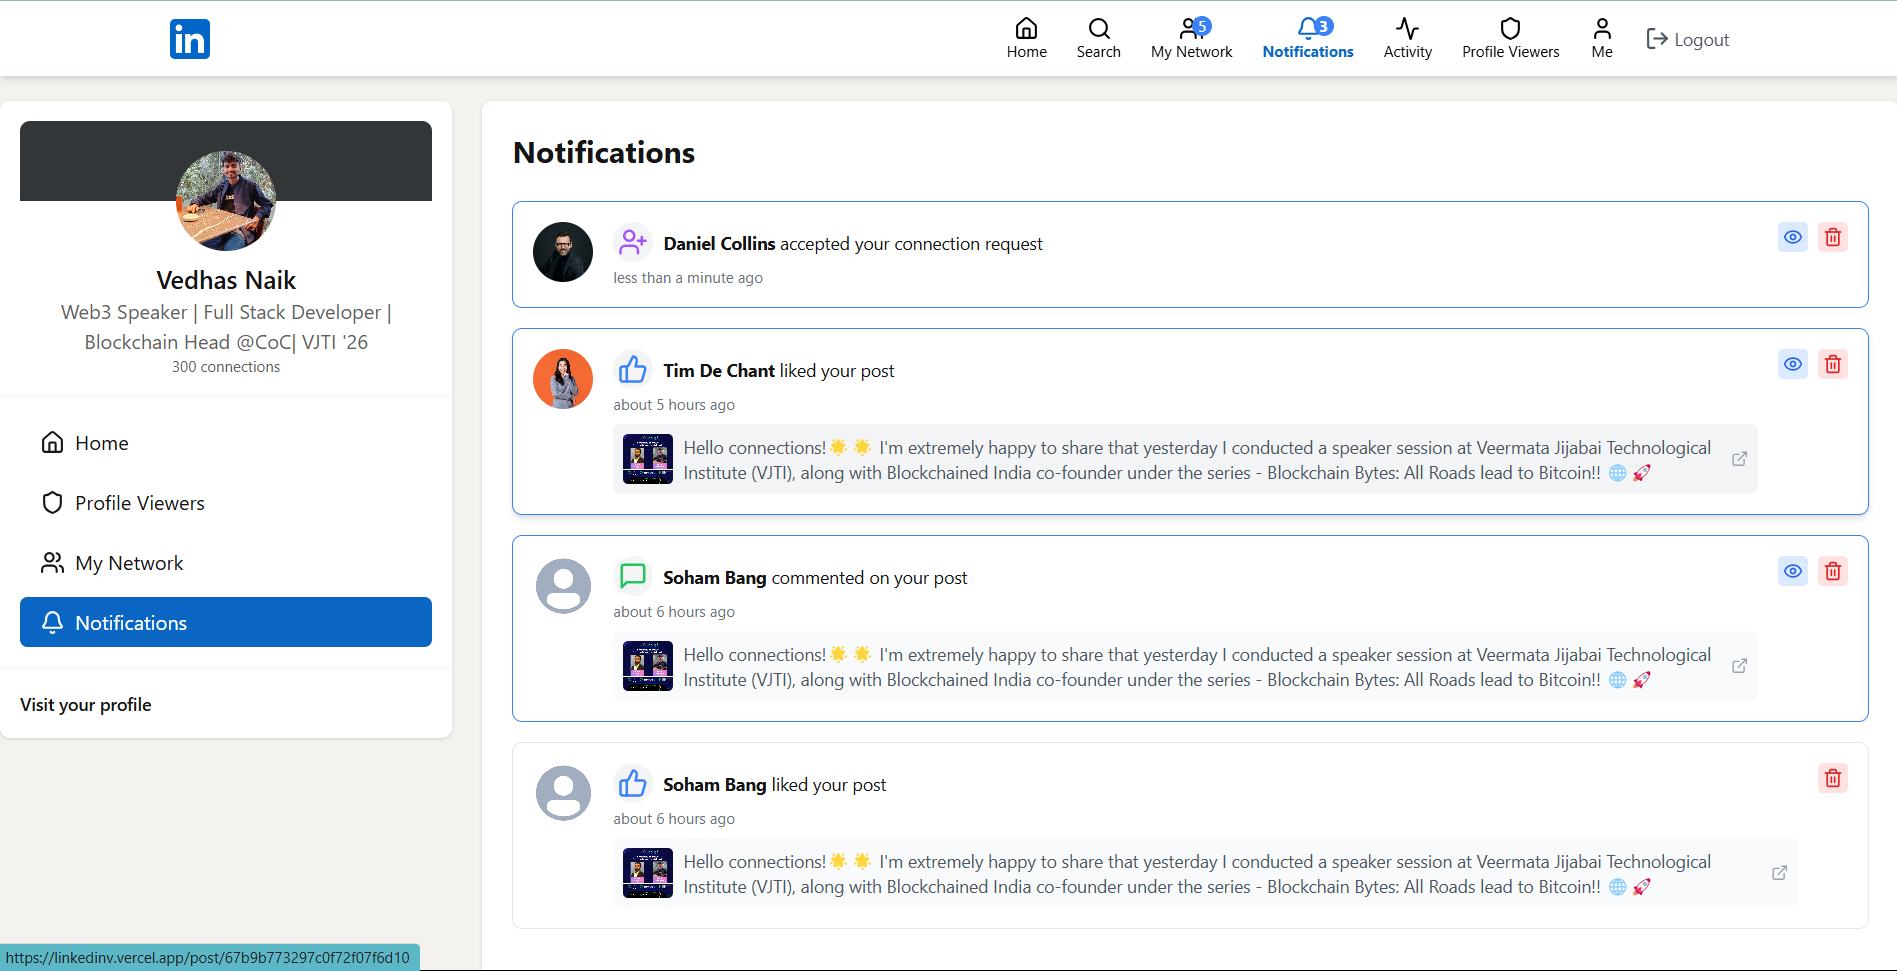 in
Home
Search
5
My Network
3
Notifications
Activity
Profile Viewers
Me
Logout
Vedhas Naik
Web3 Speaker | Full Stack Developer |
Blockchain Head @CoC| VJTI '26
300 connections
Home
Profile Viewers
My Network
Notifications
Visit your profile
Notifications
Daniel Collins accepted your connection request
less than a minute ago
Tim De Chant liked your post
about 5 hours ago
Hello connections!🌟 🌟 I'm extremely happy to share that yesterday I conducted a speaker session at Veermata Jijabai Technological
Institute (VJTI), along with Blockchained India co-founder under the series - Blockchain Bytes: All Roads lead to Bitcoin!! 🌐 🚀
Soham Bang commented on your post
about 6 hours ago
Hello connections!🌟 🌟 I'm extremely happy to share that yesterday I conducted a speaker session at Veermata Jijabai Technological
Institute (VJTI), along with Blockchained India co-founder under the series - Blockchain Bytes: All Roads lead to Bitcoin!! 🌐 🚀
Soham Bang liked your post
about 6 hours ago
Hello connections!🌟 🌟 I'm extremely happy to share that yesterday I conducted a speaker session at Veermata Jijabai Technological
Institute (VJTI), along with Blockchained India co-founder under the series - Blockchain Bytes: All Roads lead to Bitcoin!! 🌐 🚀
https://linkedinv.vercel.app/post/67b9b773297c0f72f07f6d10